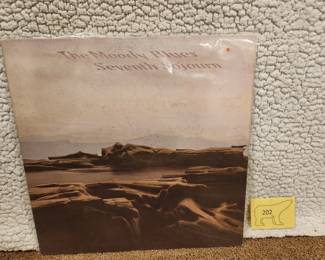 The Moody Blues
Seventh Sojourn
202